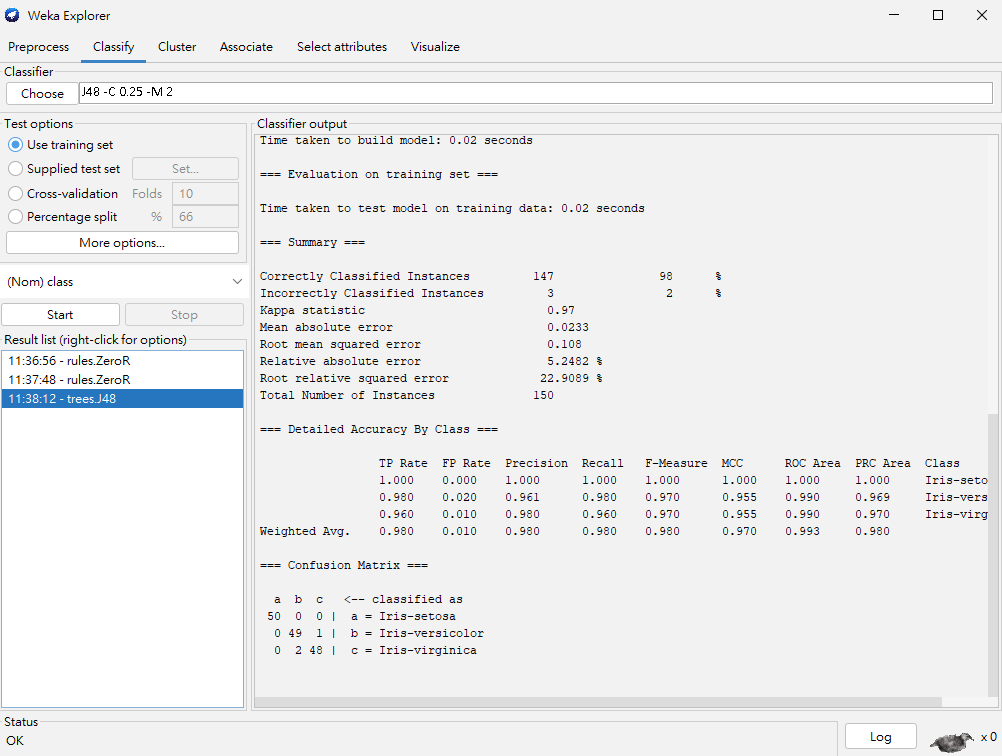 Weka Explorer
Preprocess Classify Cluster Associate Select attributes Visualize
Classifier
Choose J48 -C 0.25 -M 2
Test options
Use training set
Supplied test set Set...
Cross-validation Folds 10
Percentage split % 66
More options...
(Nom) class
Start Stop
Result list (right-click for options)
11:36:56 - rules.ZeroR
11:37:48 - rules.ZeroR
11:38:12 - trees.J48
Classifier output
Time taken to build model: 0.02 seconds
=== Evaluation on training set ===
Time taken to test model on training data: 0.02 seconds
=== Summary ===
Correctly Classified Instances 147 98 %
Incorrectly Classified Instances 3 2 %
Kappa statistic 0.97
Mean absolute error 0.0233
Root mean squared error 0.108
Relative absolute error 5.2482 %
Root relative squared error 22.9089 %
Total Number of Instances 150
=== Detailed Accuracy By Class ===
TP Rate FP Rate Precision Recall F-Measure MCC ROC Area PRC Area Class
1.000 0.000 1.000 1.000 1.000 1.000 1.000 1.000 Iris-seto
0.980 0.020 0.961 0.980 0.970 0.955 0.990 0.969 Iris-vers
0.960 0.010 0.980 0.960 0.970 0.955 0.990 0.970 Iris-virg
Weighted Avg. 0.980 0.010 0.980 0.980 0.980 0.970 0.993 0.980
=== Confusion Matrix ===
a b c <-- classified as
50 0 0 | a = Iris-setosa
0 49 1 | b = Iris-versicolor
0 2 48 | c = Iris-virginica
Status
OK
Log x 0